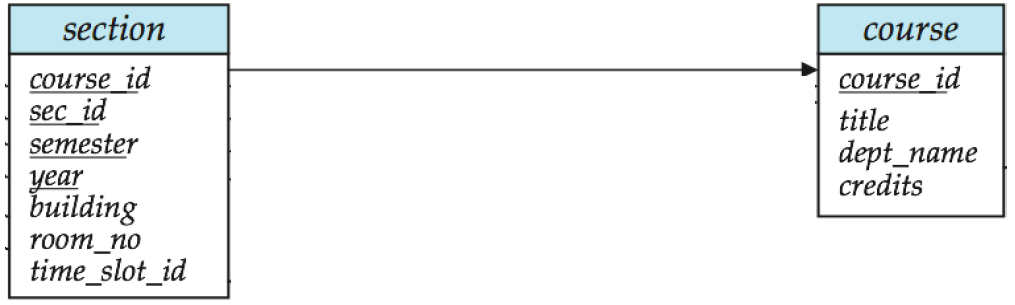 section
course_id
sec_id
semester
year
building
room_no
time_slot_id
course
course_id
title
dept_name
credits